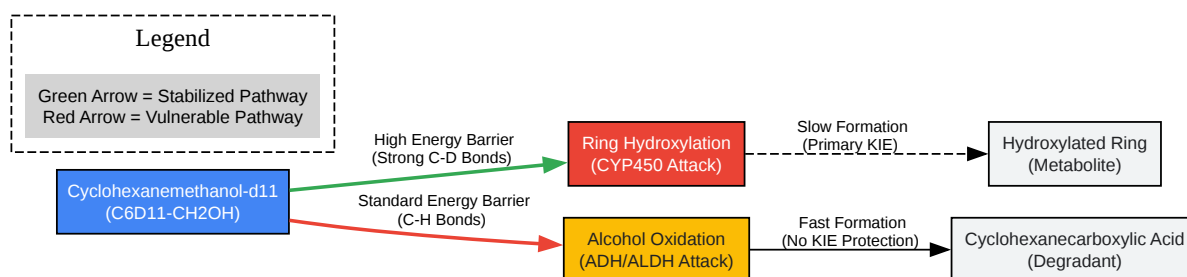 Legend
Green Arrow = Stabilized Pathway
Red Arrow = Vulnerable Pathway
Cyclohexanemethanol-d11
(C6D11-CH2OH)
High Energy Barrier
(Strong C-D Bonds)
Standard Energy Barrier
(C-H Bonds)
Ring Hydroxylation
(CYP450 Attack)
Slow Formation
(Primary KIE)
Hydroxylated Ring
(Metabolite)
Alcohol Oxidation
(ADH/ALDH Attack)
Fast Formation
(No KIE Protection)
Cyclohexanecarboxylic Acid
(Degradant)